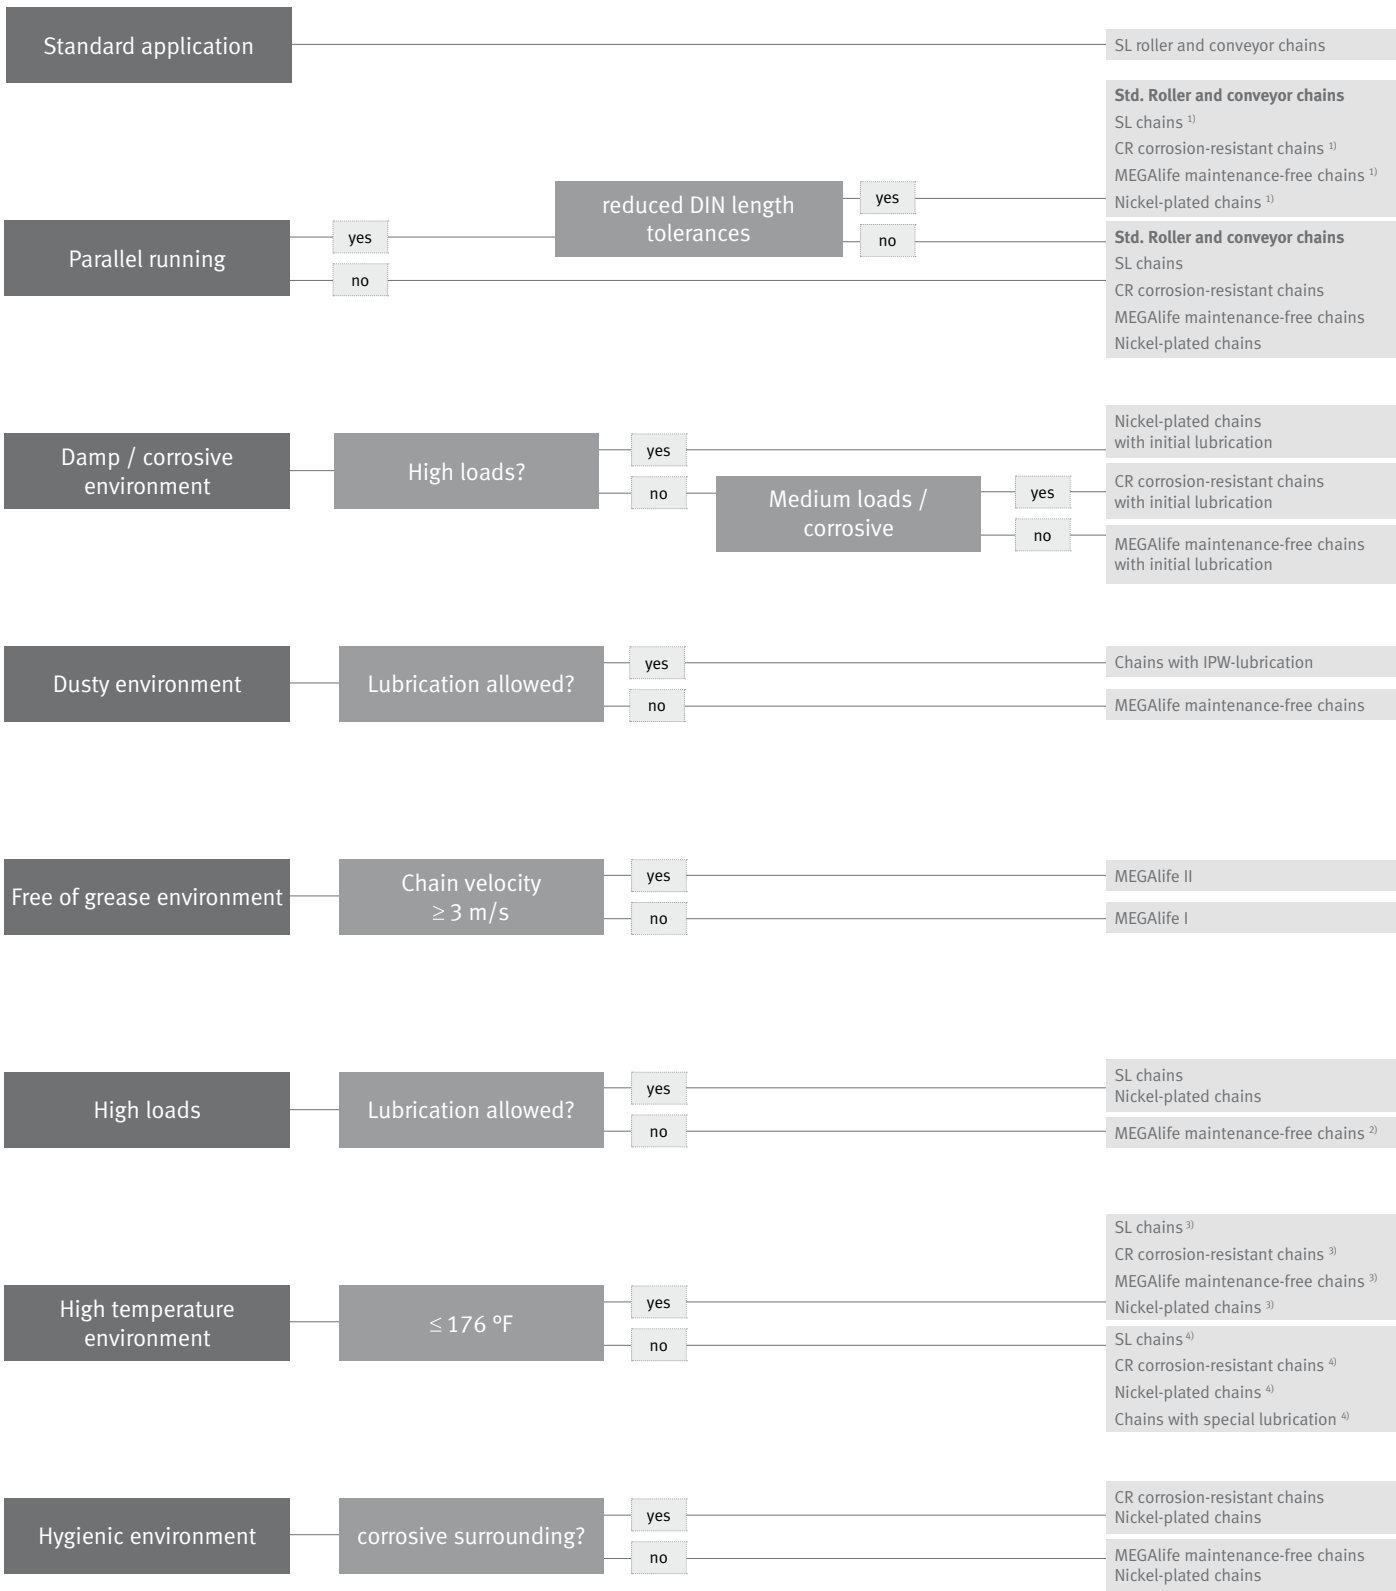 Standard application
SL roller and conveyor chains
Parallel running
yes
no
reduced DIN length
tolerances
yes
no
Std. Roller and conveyor chains
SL chains 1)
CR corrosion-resistant chains 1)
MEGAlife maintenance-free chains 1)
Nickel-plated chains 1)
Std. Roller and conveyor chains
SL chains
CR corrosion-resistant chains
MEGAlife maintenance-free chains
Nickel-plated chains
Damp / corrosive
environment
High loads?
yes
no
Medium loads /
corrosive
yes
no
Nickel-plated chains
with initial lubrication
CR corrosion-resistant chains
with initial lubrication
MEGAlife maintenance-free chains
with initial lubrication
Dusty environment
Lubrication allowed?
yes
no
Chains with IPW-lubrication
MEGAlife maintenance-free chains
Free of grease environment
Chain velocity
≥ 3 m/s
yes
no
MEGAlife II
MEGAlife I
High loads
Lubrication allowed?
yes
no
SL chains
Nickel-plated chains
MEGAlife maintenance-free chains 2)
High temperature
environment
≤ 176 °F
yes
no
SL chains 3)
CR corrosion-resistant chains 3)
MEGAlife maintenance-free chains 3)
Nickel-plated chains 3)
SL chains 4)
CR corrosion-resistant chains 4)
Nickel-plated chains 4)
Chains with special lubrication 4)
Hygienic environment
corrosive surrounding?
yes
no
CR corrosion-resistant chains
Nickel-plated chains
MEGAlife maintenance-free chains
Nickel-plated chains